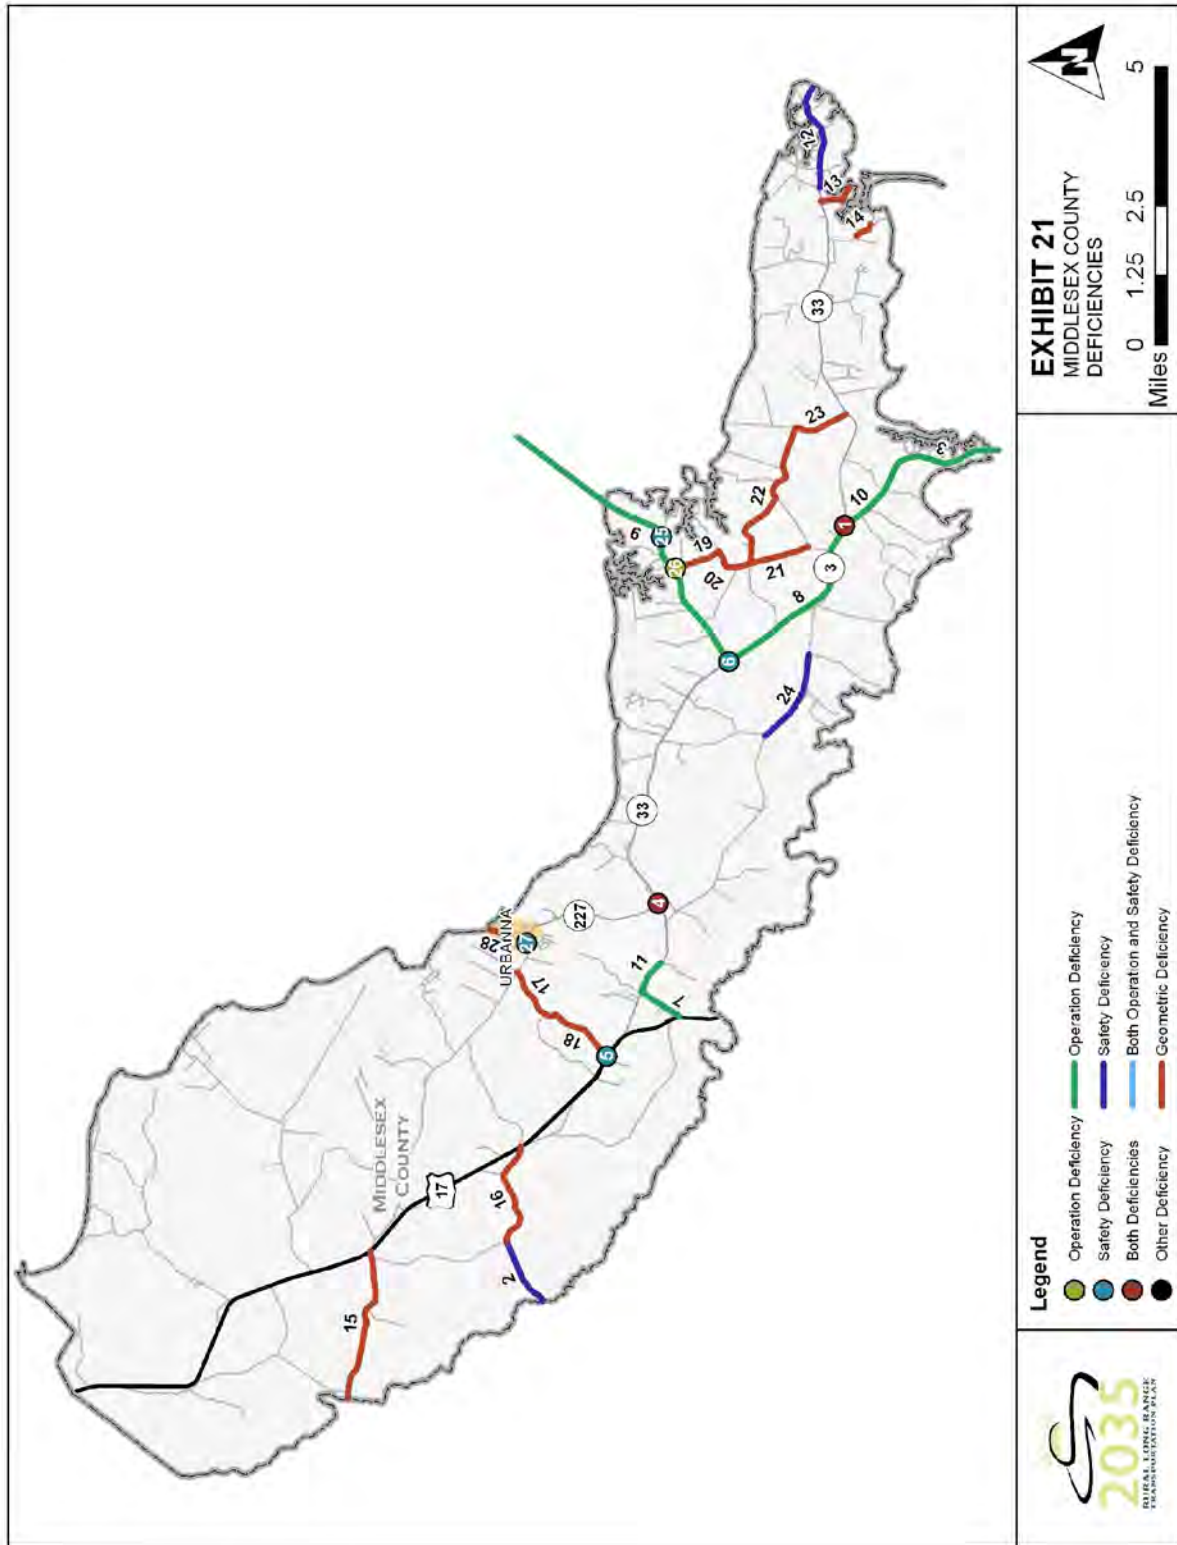 EXHIBIT 21
MIDDLESEX COUNTY
DEFICIENCIES
N
0 1.25 2.5 5
Miles
MIDDLESEX
COUNTY
URBANNA
17
33
227
33
3
15
2
16
18
17
28
27
5
7
11
4
24
6
8
9
25
26
19
20
21
22
23
1
10
3
12
13
14
Legend
Operation Deficiency
Safety Deficiency
Both Deficiencies
Other Deficiency
Operation Deficiency
Safety Deficiency
Both Operation and Safety Deficiency
Geometric Deficiency
2035
RURAL LONG RANGE
TRANSPORTATION PLAN